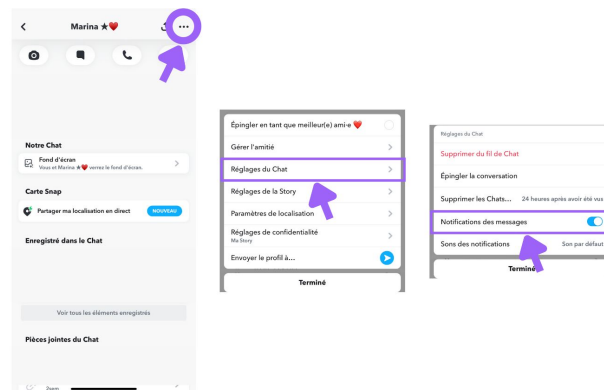 Marina ★❤
Notre Chat
Fond d'écran
Vous et Marina ★❤ verrez le fond d'écran.
Carte Snap
Partager ma localisation en direct
NOUVEAU
Enregistré dans le Chat
Voir tous les éléments enregistrés
Pièces jointes du Chat
Épingler en tant que meilleur(e) ami·e ❤
Gérer l'amitié
Réglages du Chat
Réglages de la Story
Paramètres de localisation
Réglages de confidentialité
Ma Story
Envoyer le profil à...
Terminé
Réglages du Chat
Supprimer du fil de Chat
Épingler la conversation
Supprimer les Chats... 24 heures après avoir été vus
Notifications des messages
Sons des notifications Son par défaut
Terminé